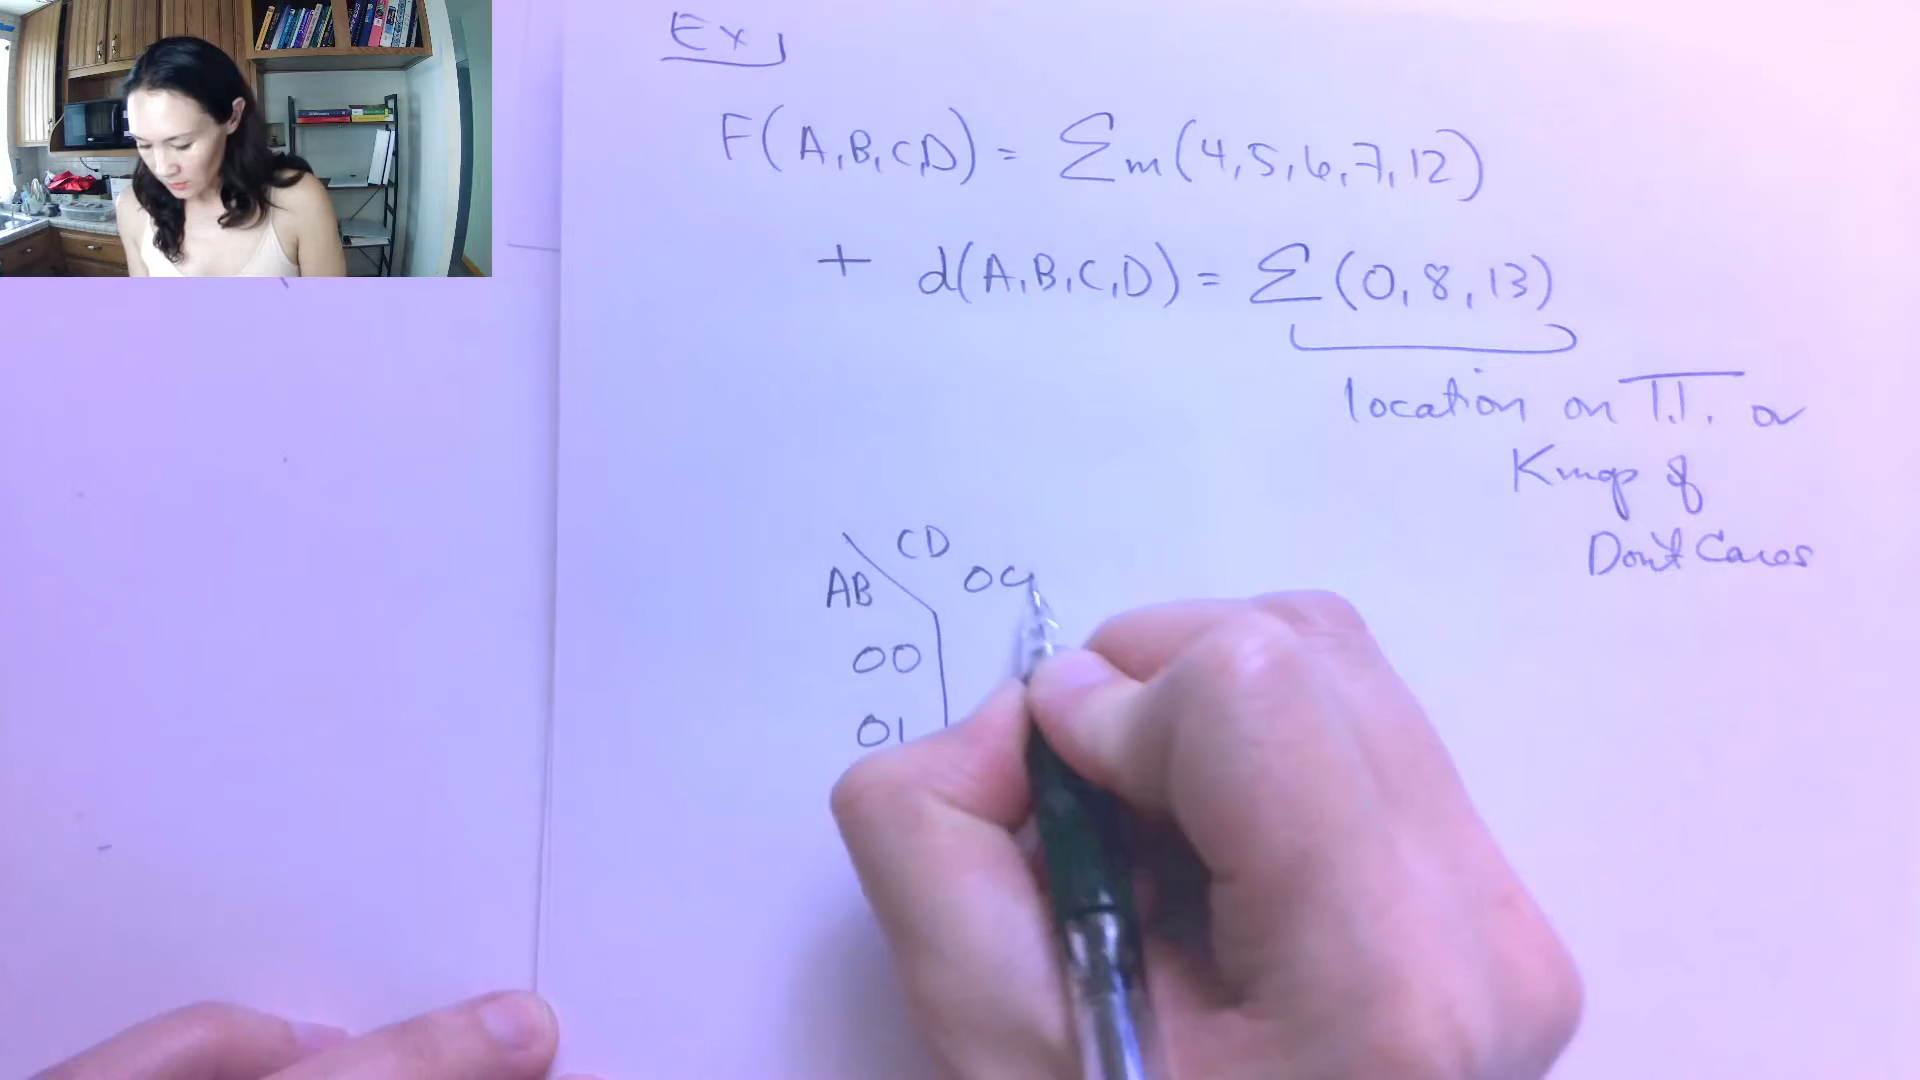 Ex
F(A,B,C,D) = Σm(4,5,6,7,12)
+ d(A,B,C,D) = Σ(0,8,13)
location on T.T. or
Kmap of
Don't Cares
CD
AB 00
00
01